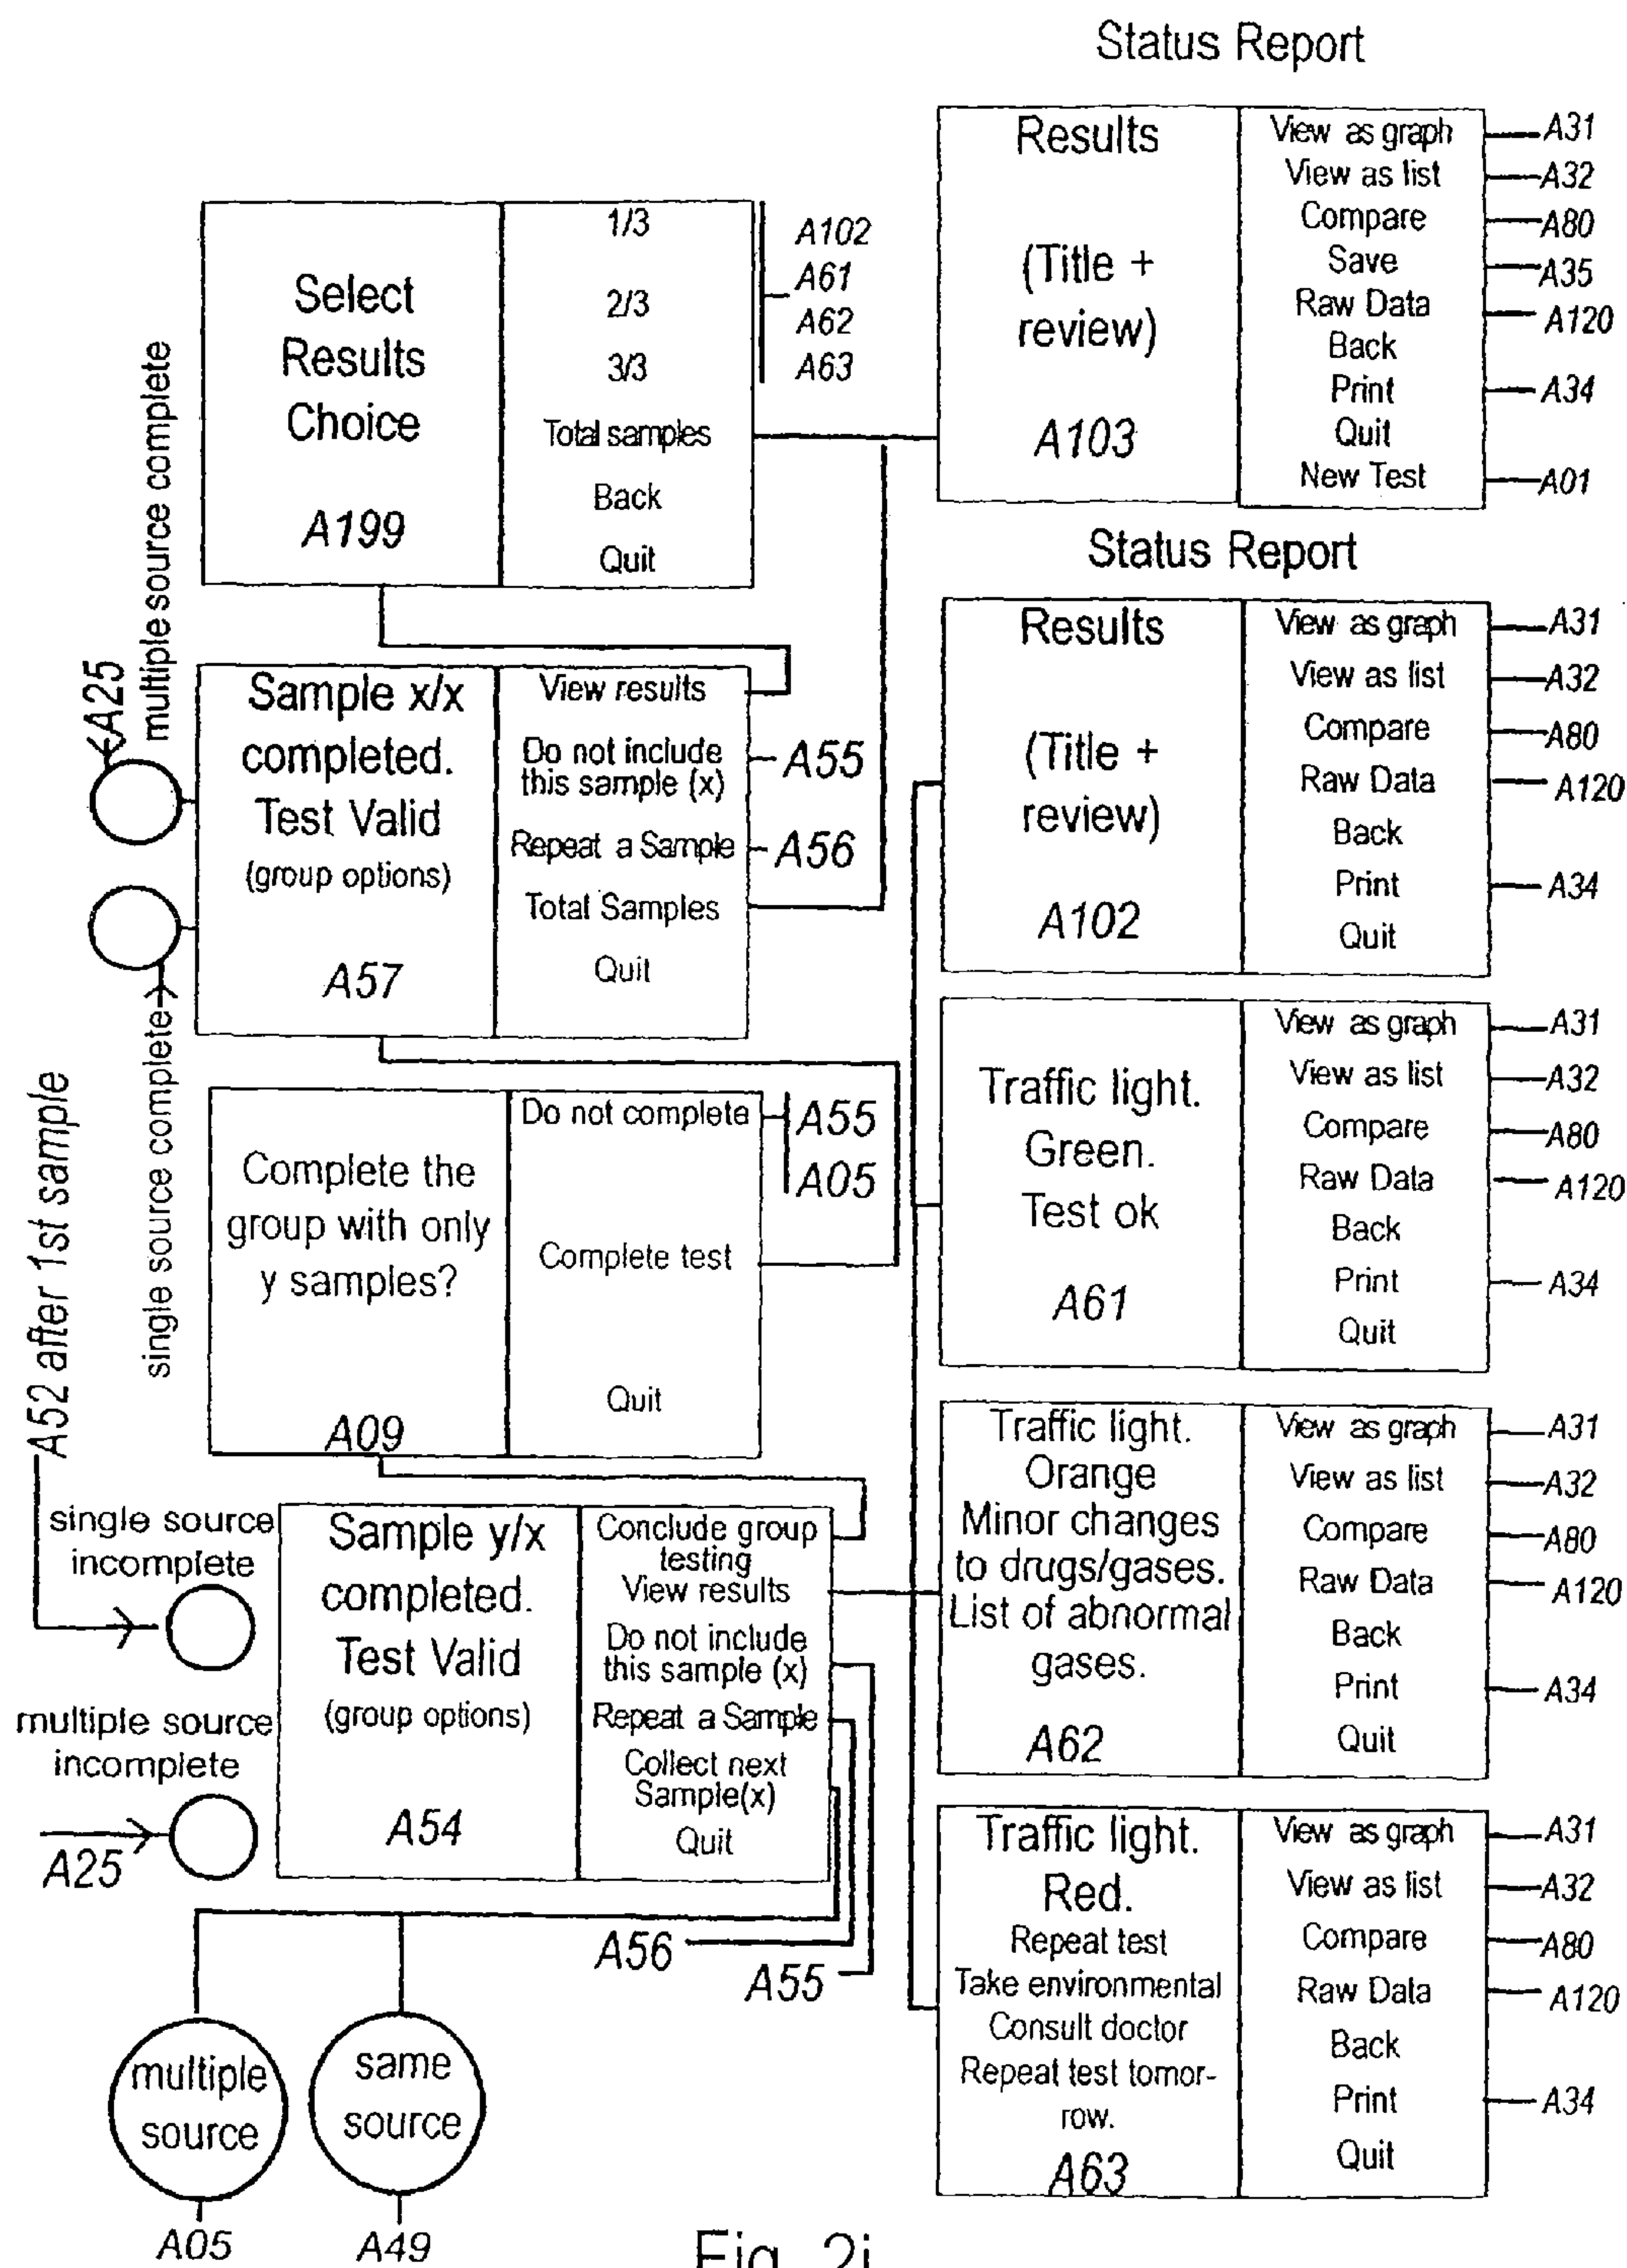 Status Report
Results
(Title +
review)
A103
View as graph
View as list
Compare
Save
Raw Data
Back
Print
Quit
New Test
A31
A32
A80
A35
A120
A34
A01
Select
Results
Choice
A199
1/3
2/3
3/3
Total samples
Back
Quit
A102
A61
A62
A63
multiple source complete
A25
Sample x/x
completed.
Test Valid
(group options)
A57
View results
Do not include
this sample (x)
Repeat a Sample
Total Samples
Quit
A55
A56
single source complete
Status Report
Results
(Title +
review)
A102
View as graph
View as list
Compare
Raw Data
Back
Print
Quit
A31
A32
A80
A120
A34
Traffic light.
Green.
Test ok
A61
View as graph
View as list
Compare
Raw Data
Back
Print
Quit
A31
A32
A80
A120
A34
A52 after 1st sample
Complete the
group with only
y samples?
A09
Do not complete
Complete test
Quit
A55
A05
Traffic light.
Orange
Minor changes
to drugs/gases.
List of abnormal
gases.
A62
View as graph
View as list
Compare
Raw Data
Back
Print
Quit
A31
A32
A80
A120
A34
single source
incomplete
multiple source
incomplete
A25
Sample y/x
completed.
Test Valid
(group options)
A54
Conclude group
testing
View results
Do not include
this sample (x)
Repeat a Sample
Collect next
Sample(x)
Quit
A56
A55
Traffic light.
Red.
Repeat test
Take environmental
Consult doctor
Repeat test tomor-
row.
A63
View as graph
View as list
Compare
Raw Data
Back
Print
Quit
A31
A32
A80
A120
A34
multiple
source
same
source
A05
A49
Fig. 2i